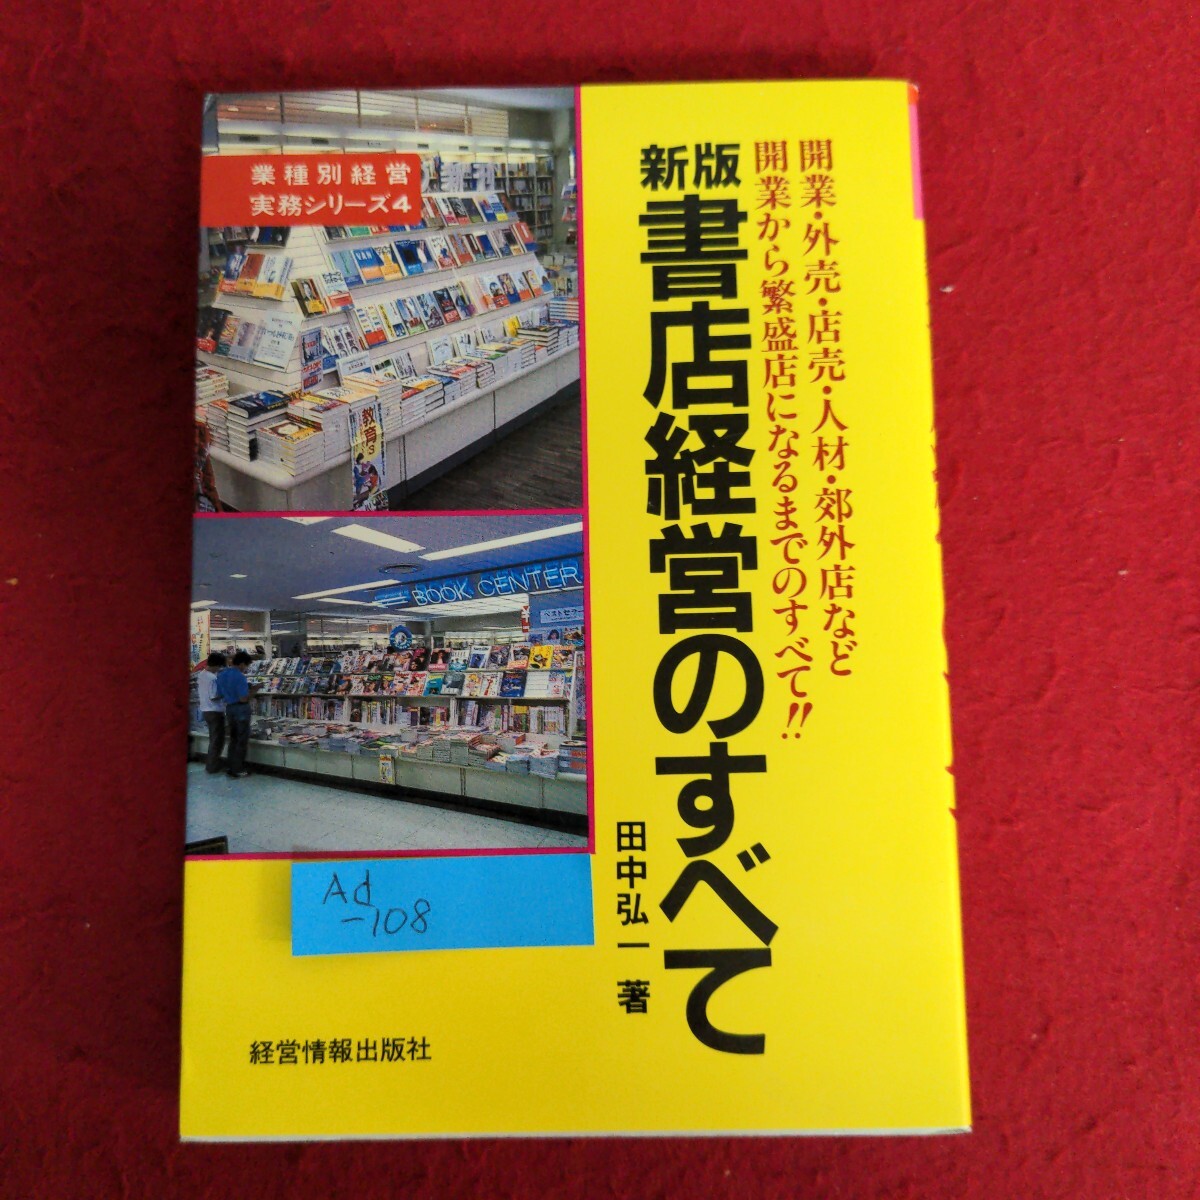 開業・外売・店売・人材・郊外店など
開業から繁盛店になるまでのすべて!!
新版
書店経営のすべて
田中弘一 著
業種別経営
実務シリーズ4
教育
BOOK CENTER
Ad
-108
経営情報出版社